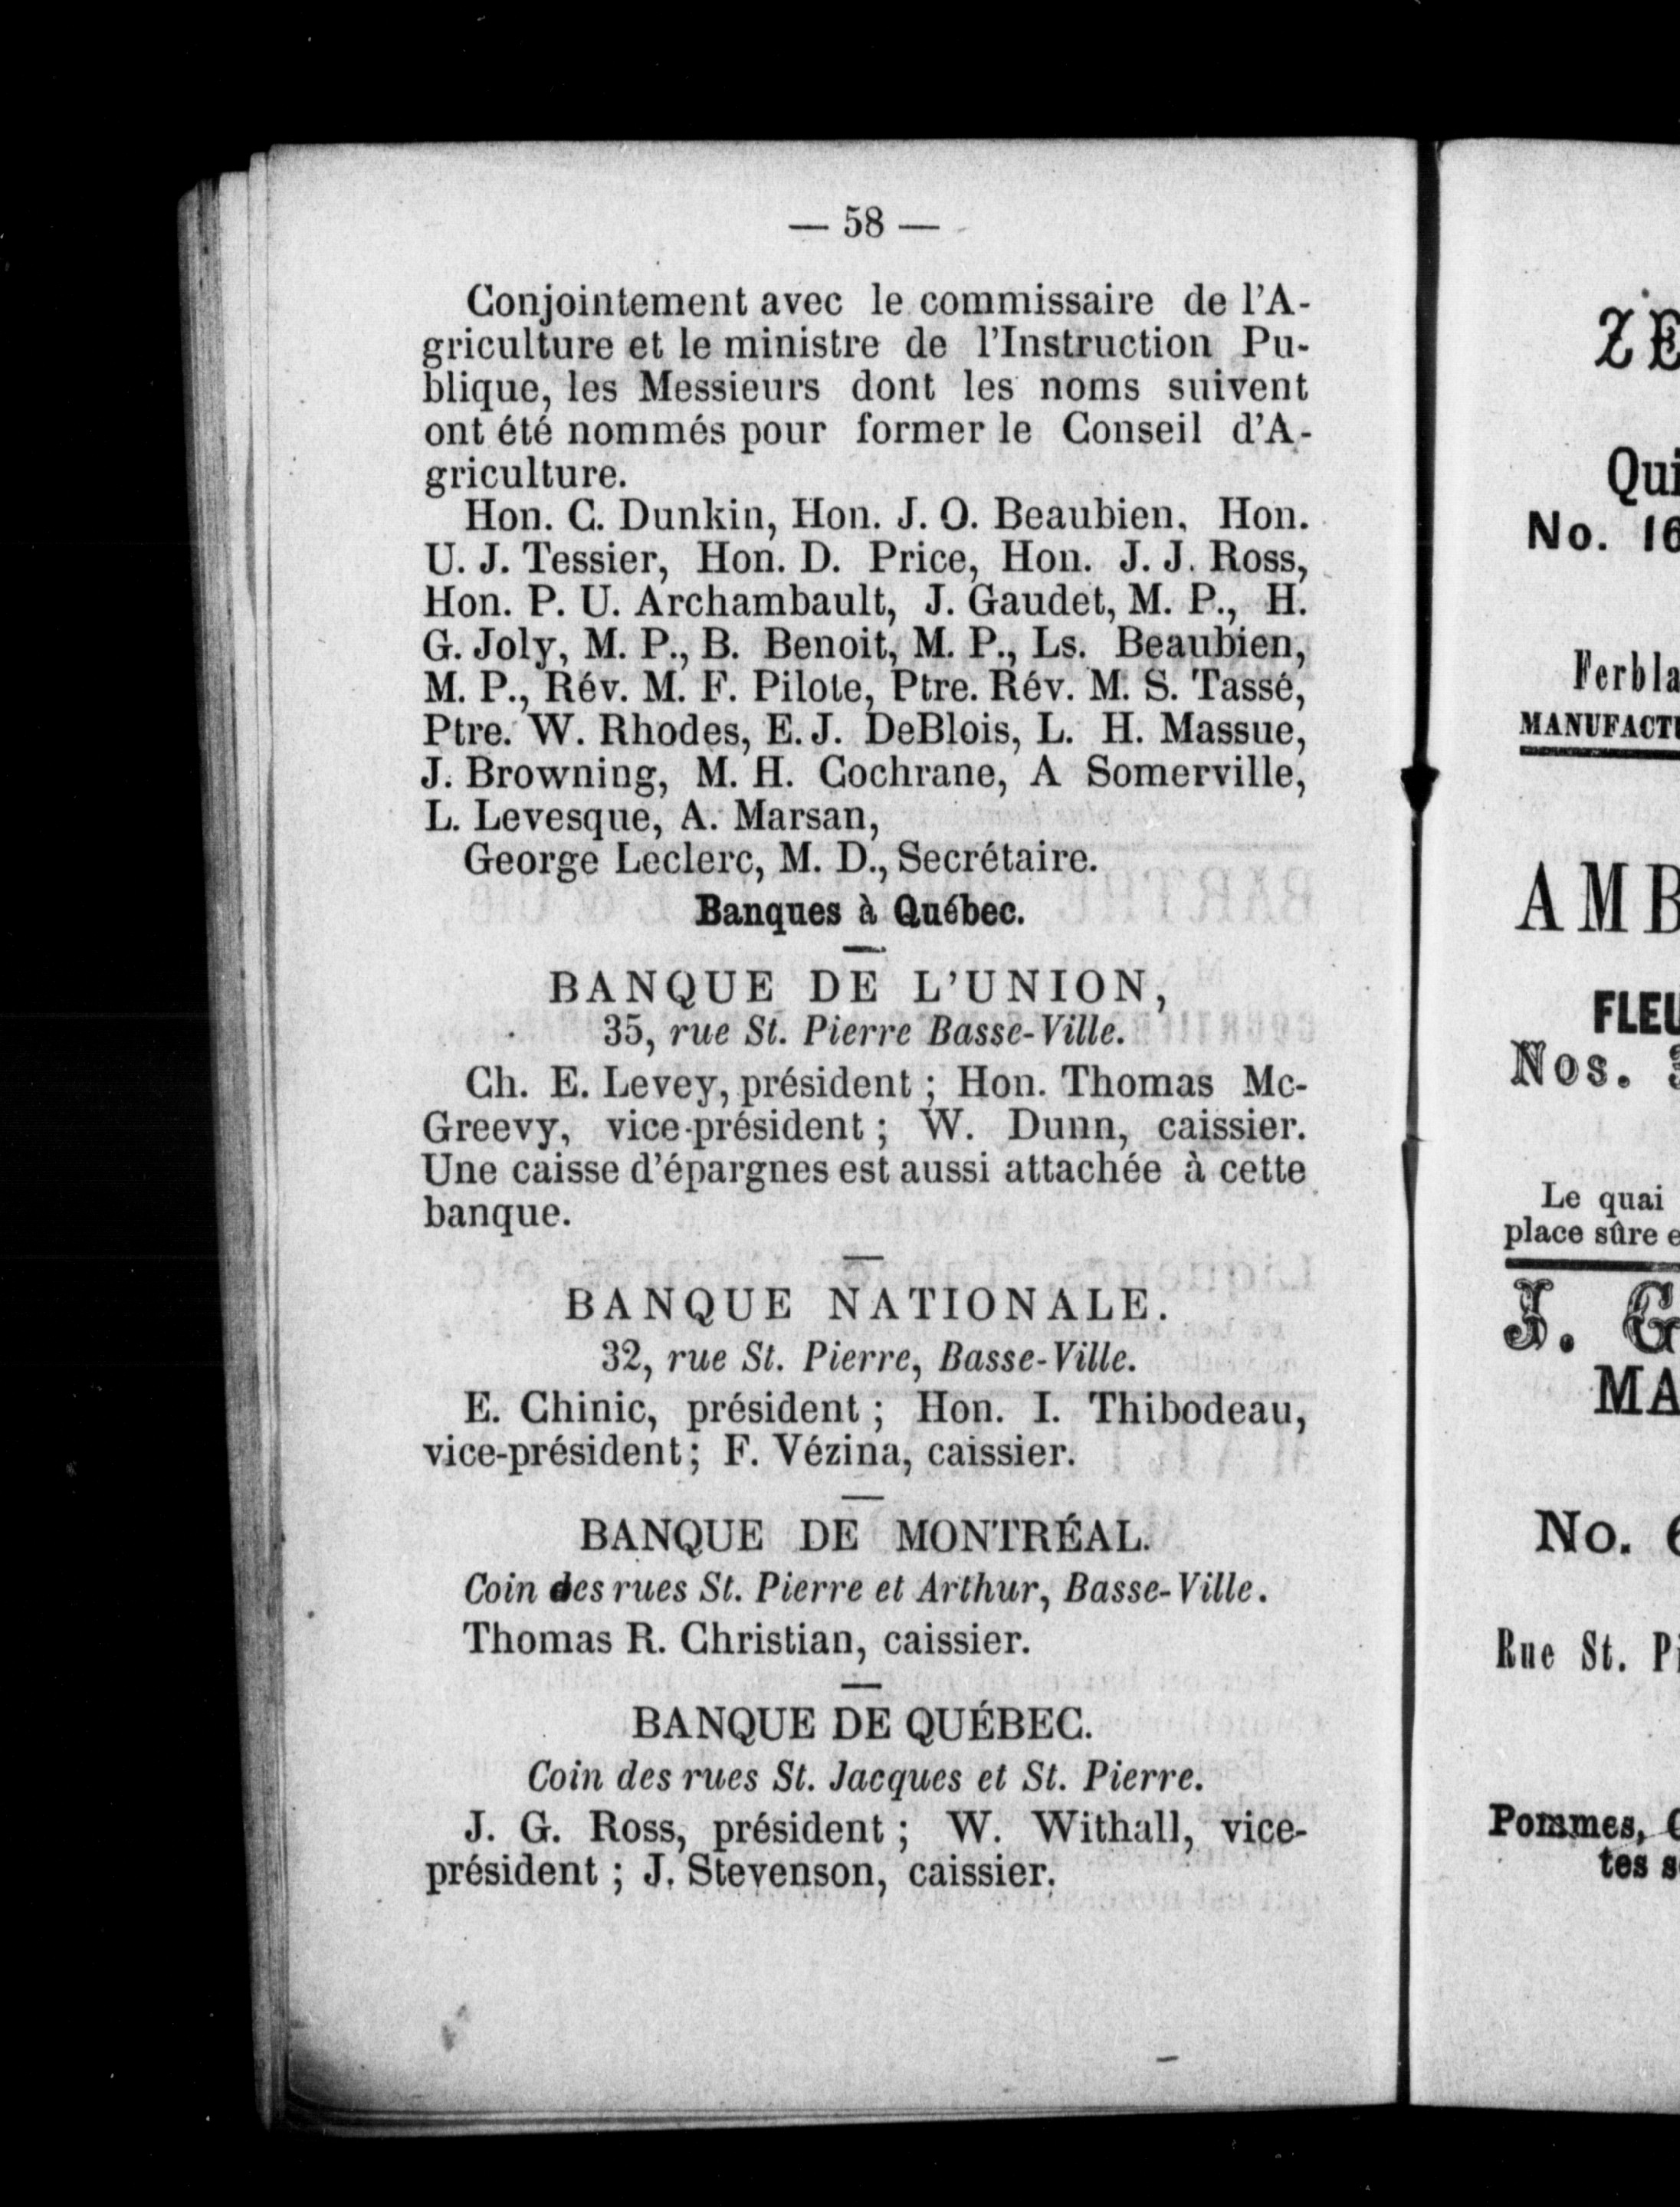 — 58 —
Conjointement avec le commissaire de l'A-
griculture et le ministre de l'Instruction Pu-
blique, les Messieurs dont les noms suivent
ont été nommés pour former le Conseil d'A-
griculture.
Hon. C. Dunkin, Hon. J. O. Beaubien, Hon.
U. J. Tessier, Hon. D. Price, Hon. J. J. Ross,
Hon. P. U. Archambault, J. Gaudet, M. P., H.
G. Joly, M. P., B. Benoit, M. P., Ls. Beaubien,
M. P., Rév. M. F. Pilote, Ptre. Rév. M. S. Tassé,
Ptre. W. Rhodes, E. J. DeBlois, L. H. Massue,
J. Browning, M. H. Cochrane, A Somerville,
L. Levesque, A. Marsan,
George Leclerc, M. D., Secrétaire.
Banques à Québec.
BANQUE DE L'UNION,
35, rue St. Pierre Basse-Ville.
Ch. E. Levey, président ; Hon. Thomas Mc-
Greevy, vice-président ; W. Dunn, caissier.
Une caisse d'épargnes est aussi attachée à cette
banque.
BANQUE NATIONALE.
32, rue St. Pierre, Basse-Ville.
E. Chinic, président ; Hon. I. Thibodeau,
vice-président ; F. Vézina, caissier.
BANQUE DE MONTRÉAL.
Coin des rues St. Pierre et Arthur, Basse-Ville.
Thomas R. Christian, caissier.
BANQUE DE QUÉBEC.
Coin des rues St. Jacques et St. Pierre.
J. G. Ross, président ; W. Withall, vice-
président ; J. Stevenson, caissier.
ZE
Qui
No. 16
Ferbla
MANUFACTU
AMB
FLEU
Nos. 3
Le quai
place sûre e
J. G
MA
No. 6
Rue St. Pi
Pommes,
tes s